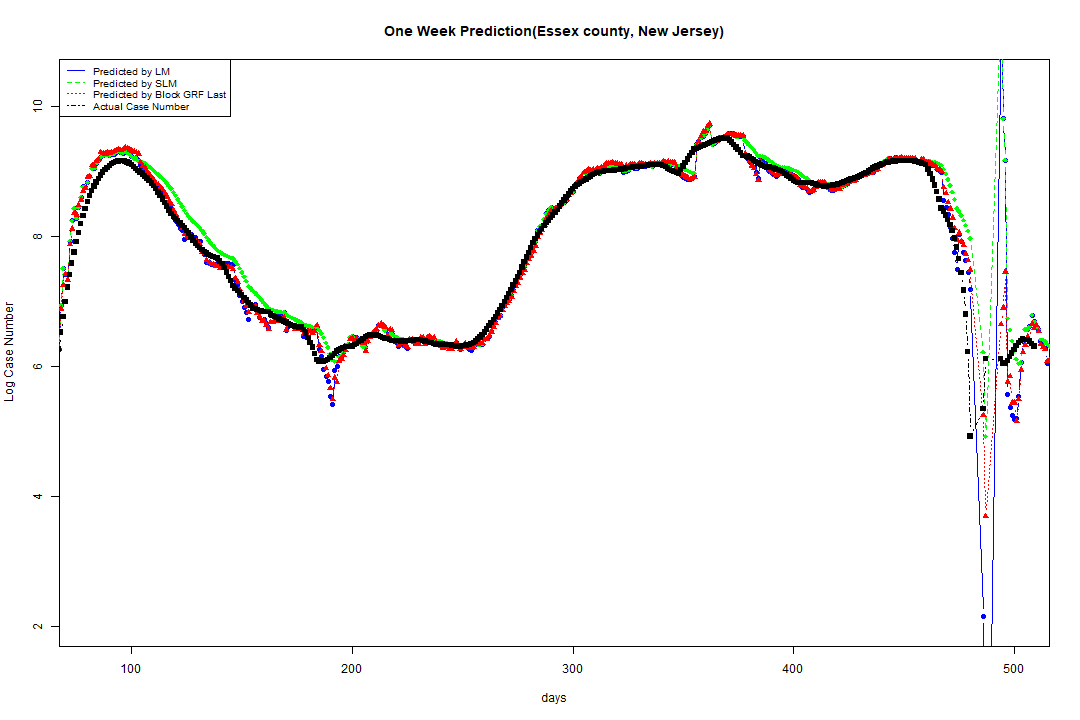 One Week Prediction(Essex county, New Jersey)
Predicted by LM
Predicted by SLM
Predicted by Block GRF Last
Actual Case Number
10
8
6
4
2
Log Case Number
100 200 300 400 500
days